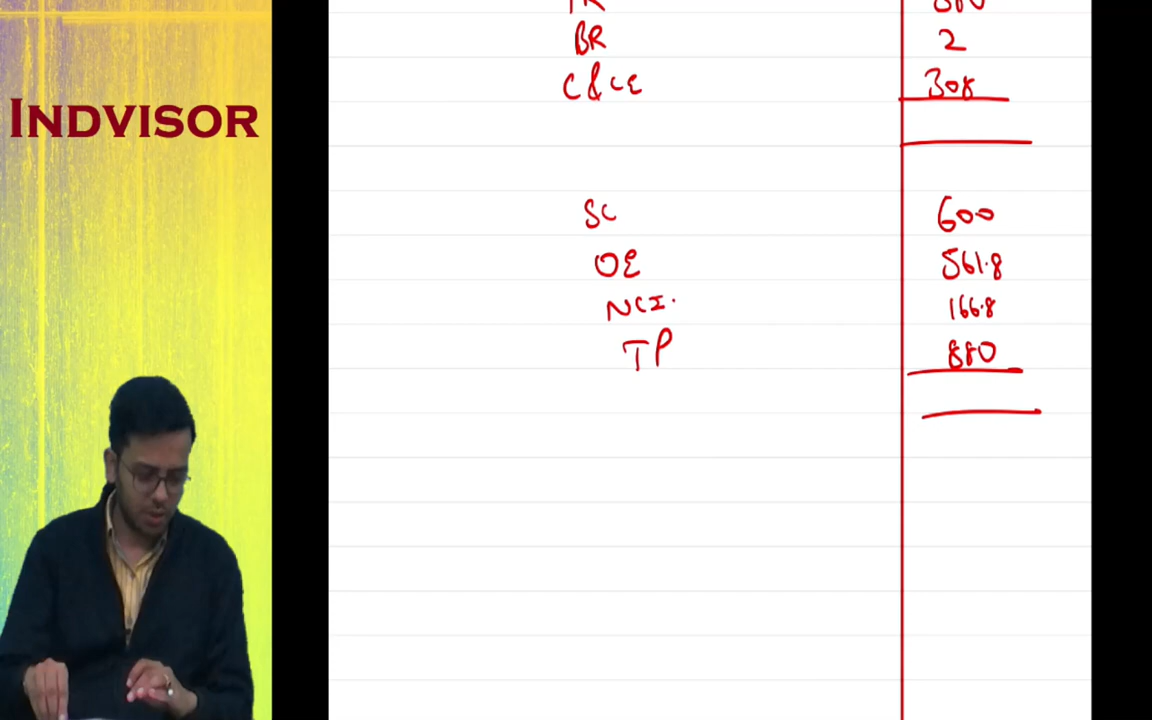 INDVISOR
BR 2
C&CE 308
SC 600
OE 561.8
NCI. 166.8
TP 880